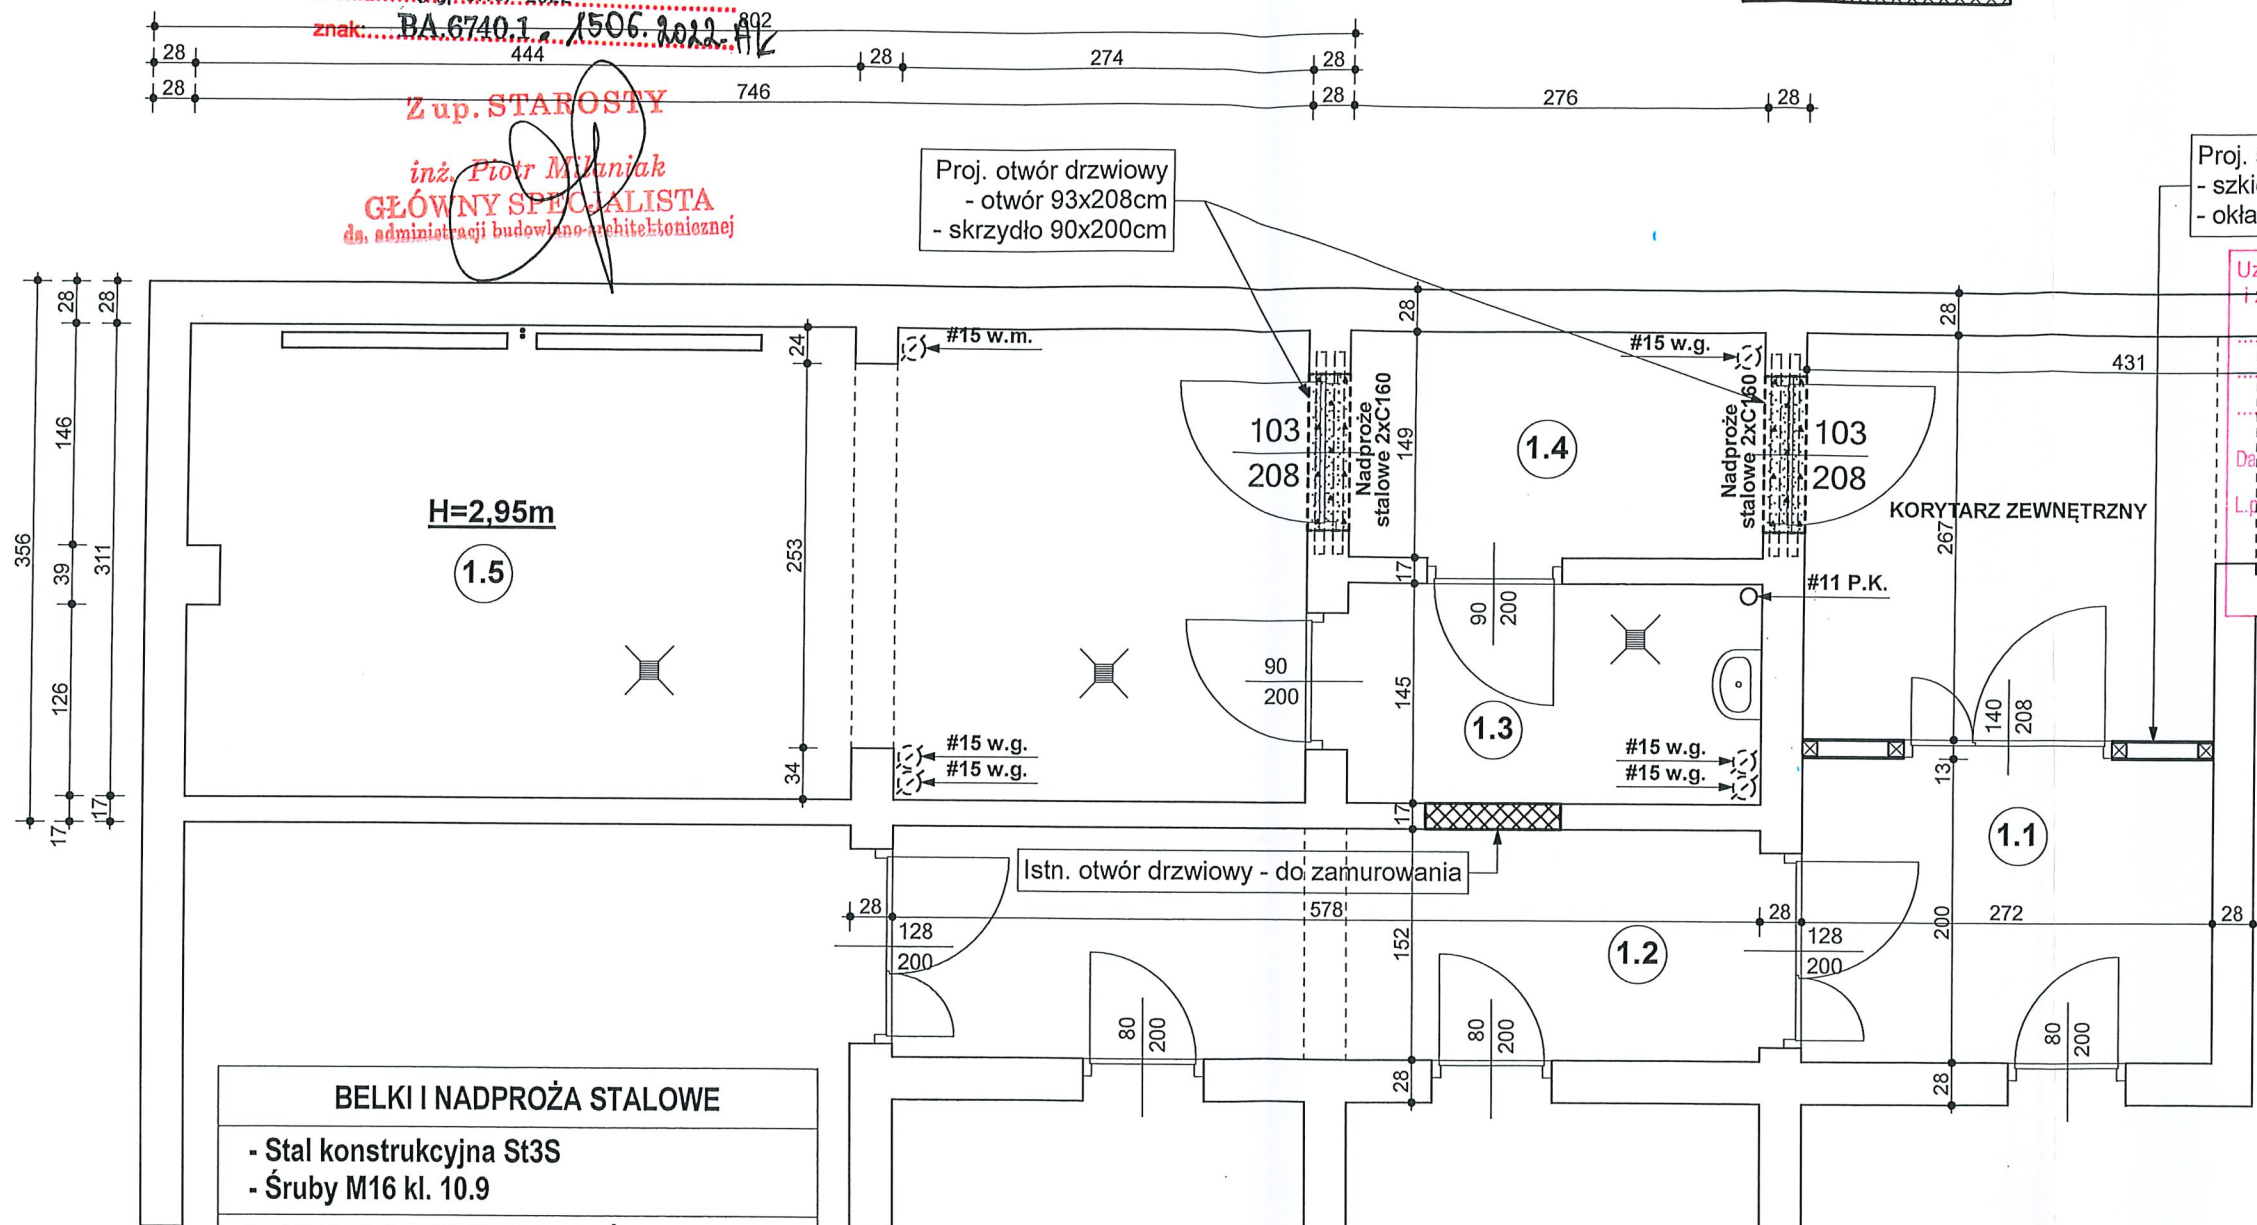 znak: BA.6740.1. 1506. 2022. AK
802
28 444 28 274 28
28 746 28 276 28
Z up. STAROSTY
inż. Piotr Milaniak
GŁÓWNY SPECJALISTA
ds. administracji budowlano-architektonicznej
Proj. otwór drzwiowy
- otwór 93x208cm
- skrzydło 90x200cm
Proj.
- szki
- okła
Uz
i
Da
L.p
28
28
28
28
24
#15 w.m.
#15 w.g.
431
146
356
39
311
126
17
17
H=2,95m
1.5
253
34
103
208
Nadproże
stalowe 2xC160
149
1.4
Nadproże
stalowe 2xC160
103
208
KORYTARZ ZEWNĘTRZNY
267
17
#11 P.K.
90
200
90
200
145
1.3
140
208
#15 w.g.
#15 w.g.
#15 w.g.
#15 w.g.
13
17
1.1
Istn. otwór drzwiowy - do zamurowania
28 578 28 272 28
128
200
152
1.2
128
200
200
80
200
80
200
80
200
28
28
BELKI I NADPROŻA STALOWE
- Stal konstrukcyjna St3S
- Śruby M16 kl. 10.9